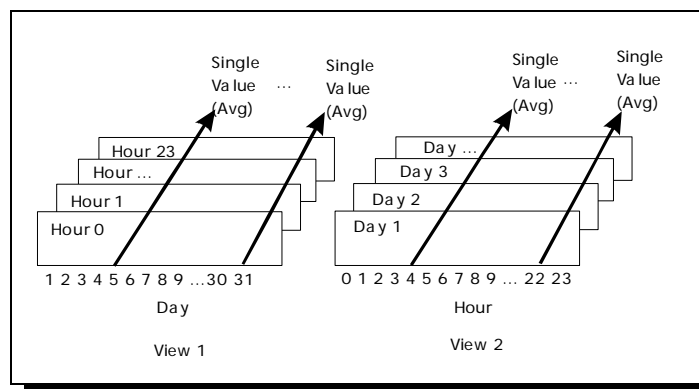 Single Value (Avg)
...
Single Value (Avg)
Hour 23
Hour ...
Hour 1
Hour 0
1 2 3 4 5 6 7 8 9 ...30 31
Day
View 1
Single Value (Avg)
...
Single Value (Avg)
Day ...
Day 3
Day 2
Day 1
0 1 2 3 4 5 6 7 8 9 ... 22 23
Hour
View 2